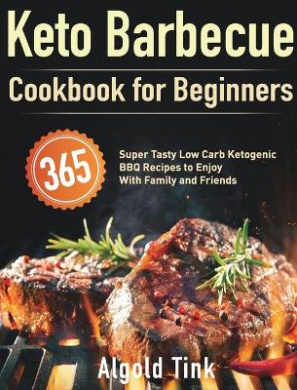 Keto Barbecue
Cookbook for Beginners
365
Super Tasty Low Carb Ketogenic
BBQ Recipes to Enjoy
With Family and Friends
Algold Tink